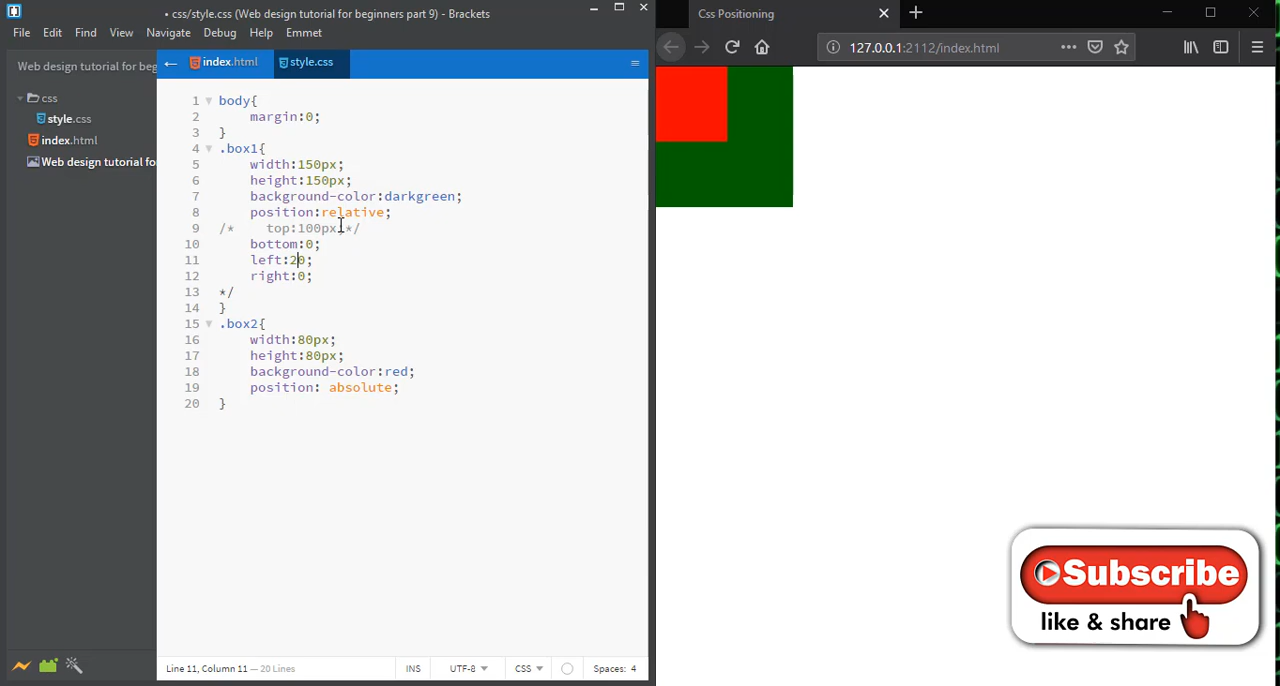 • css/style.css (Web design tutorial for beginners part 9) - Brackets
File Edit Find View Navigate Debug Help Emmet
Web design tutorial for beg
css
style.css
index.html
Web design tutorial fo
index.html style.css
1 body{
2 margin:0;
3 }
4 .box1{
5 width:150px;
6 height:150px;
7 background-color:darkgreen;
8 position:relative;
9 /* top:100px;*/
10 bottom:0;
11 left:20;
12 right:0;
13 */
14 }
15 .box2{
16 width:80px;
17 height:80px;
18 background-color:red;
19 position: absolute;
20 }
Line 11, Column 11 — 20 Lines INS UTF-8 CSS Spaces: 4
Css Positioning
127.0.0.1:2112/index.html
Subscribe
like & share